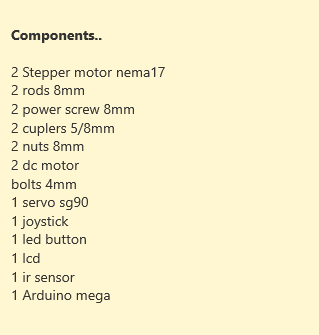 Components..
2 Stepper motor nema17
2 rods 8mm
2 power screw 8mm
2 cuplers 5/8mm
2 nuts 8mm
2 dc motor
bolts 4mm
1 servo sg90
1 joystick
1 led button
1 lcd
1 ir sensor
1 Arduino mega